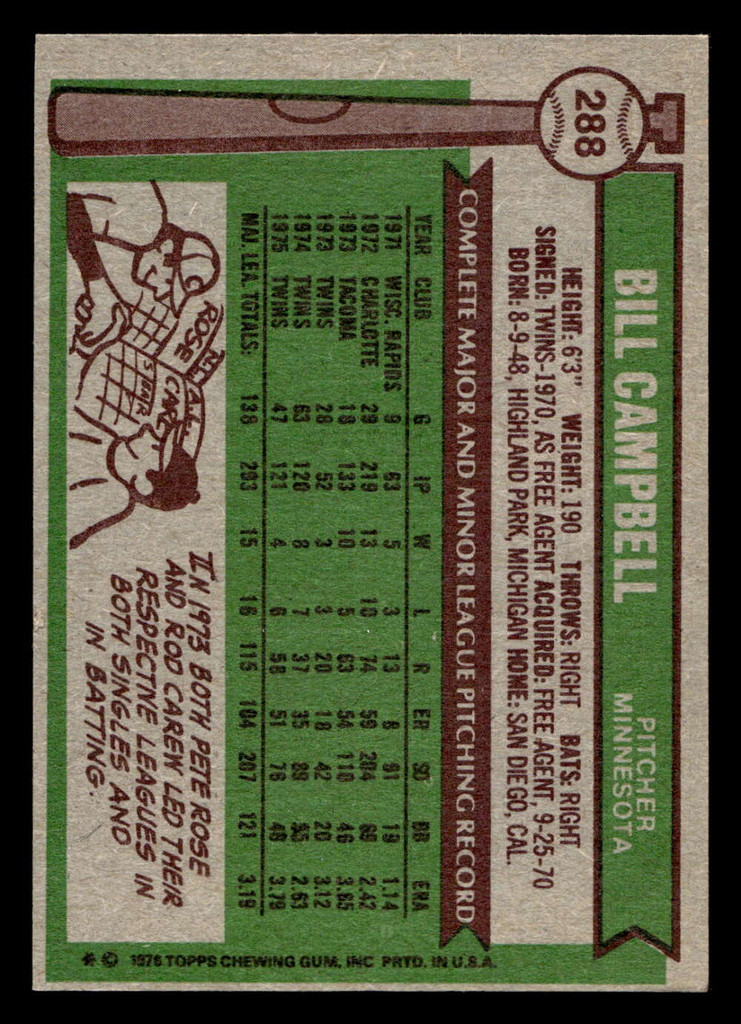 288
BILL CAMPBELL
PITCHER
MINNESOTA
HEIGHT: 6'3" WEIGHT: 190 THROWS: RIGHT BATS: RIGHT
SIGNED: TWINS-1970, AS FREE AGENT ACQUIRED: FREE AGENT, 9-25-70
BORN: 8-9-48, HIGHLAND PARK, MICHIGAN HOME: SAN DIEGO, CAL.
COMPLETE MAJOR AND MINOR LEAGUE PITCHING RECORD
YEAR CLUB G IP W L R ER SO BB ERA
1971 WISC. RAPIDS 9 63 5 3 13 8 91 19 1.14
1972 CHARLOTTE 29 219 13 10 74 59 204 69 2.42
1973 TACOMA 18 133 10 5 63 54 110 46 3.65
1973 TWINS 28 52 3 3 20 18 42 20 3.12
1974 TWINS 63 120 8 7 37 35 89 55 2.63
1975 TWINS 47 121 4 6 58 51 76 46 3.79
MAJ. LEA. TOTALS: 138 293 15 16 115 104 207 121 3.19
ROSE
CAR
IN 1973 BOTH PETE ROSE
AND ROD CAREW LED THEIR
RESPECTIVE LEAGUES IN
BOTH SINGLES AND
IN BATTING.
* © 1976 TOPPS CHEWING GUM, INC PRTD. IN U.S.A.